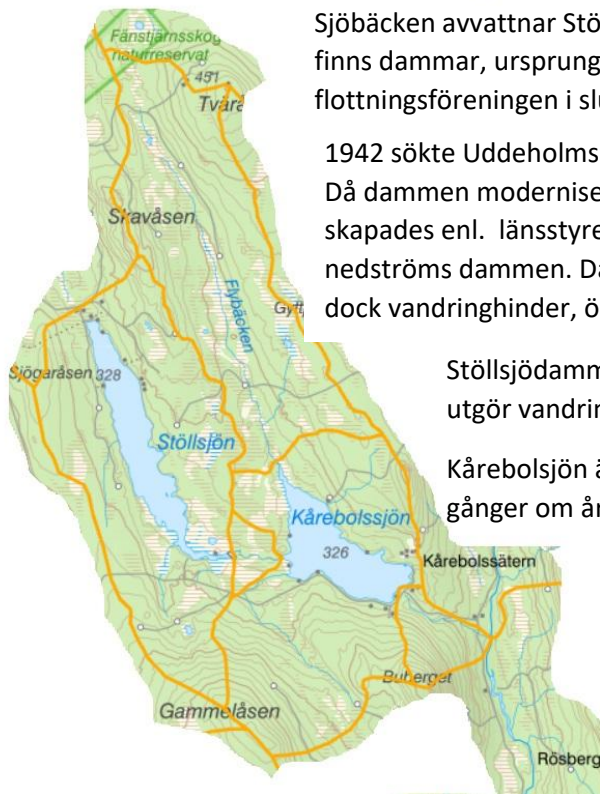 Sjöbäcken avvattnar Stö
finns dammar, ursprung
flottningsföreningen i slu
1942 sökte Uddeholms
Då dammen modernise
skapades enl. länsstyre
nedströms dammen. Da
dock vandringhinder, ö
Stöllsjödamm
utgör vandrin
Kårebolsjön ä
gånger om år
Fänstjärnsskog
naturreservat
451
Tvärå
Skavåsen
Flybäcken
Sjögaråsen 328
Stöllsjön
Kårebolssjön
326
Kårebolssätern
Buberget
Gammelåsen
Rösberg